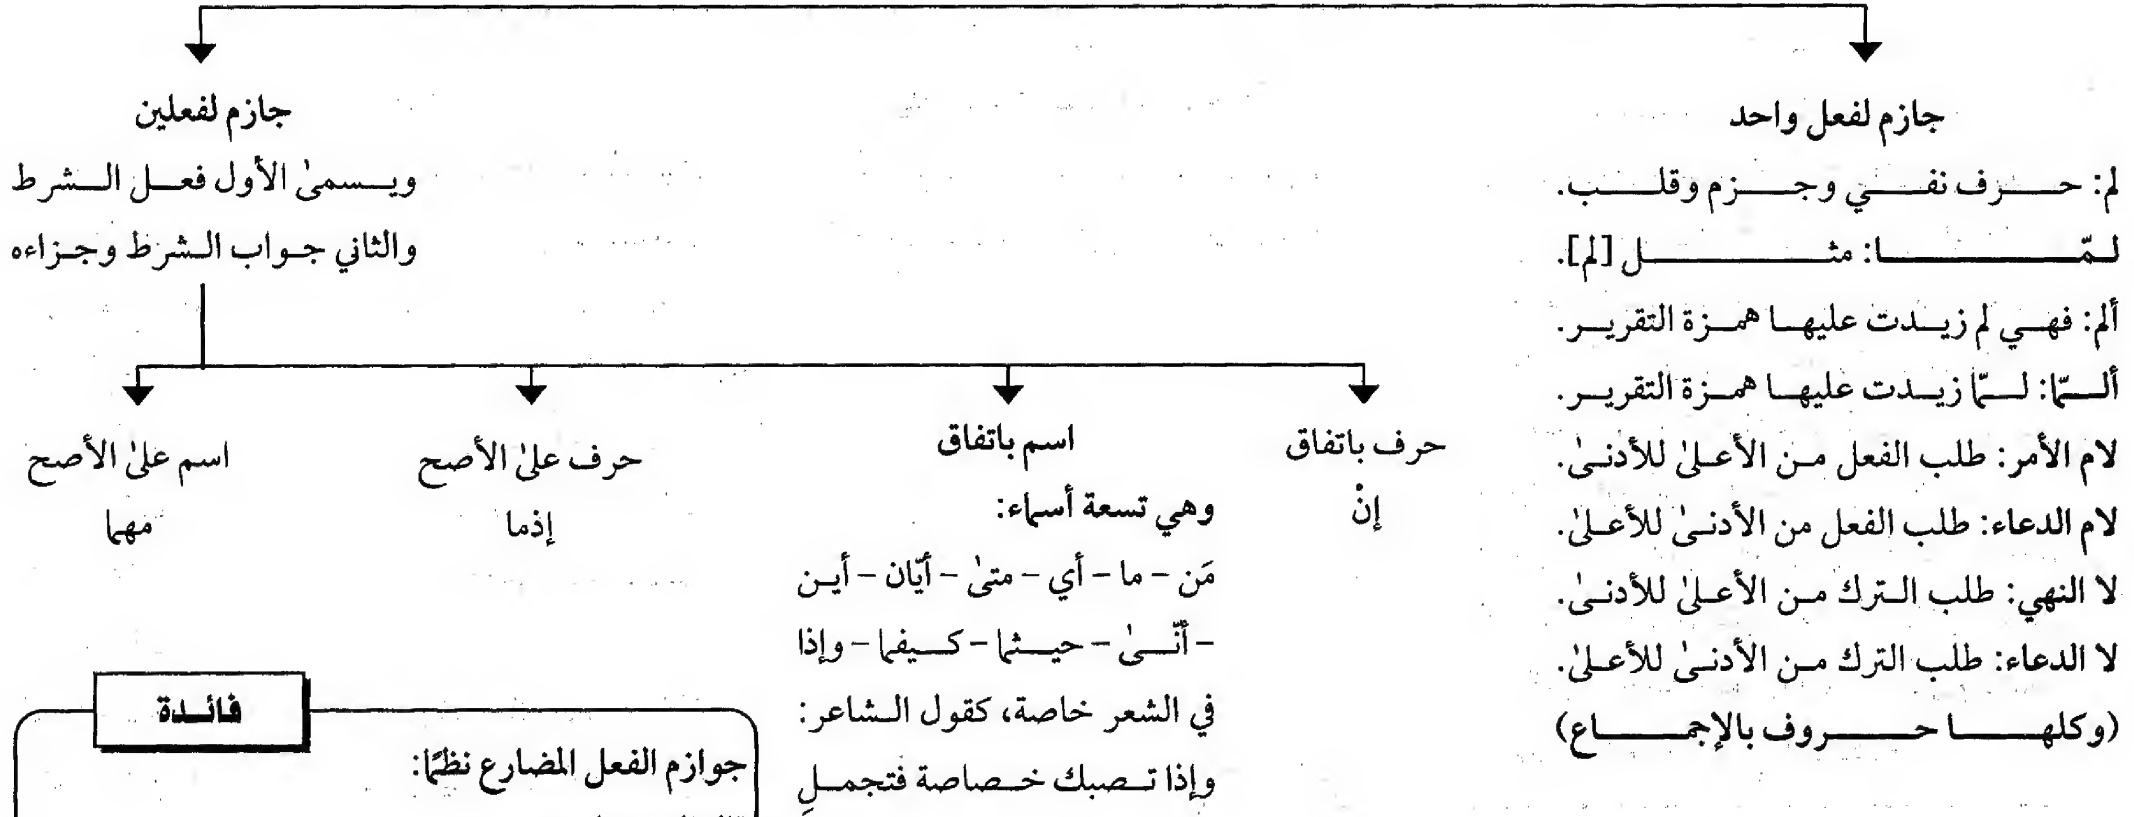 جازم لفعل واحد
لم: حرف نفي وجزم وقلب.
لمّا: مثل [لم].
ألم: فهي لم زيدت عليها همزة التقرير.
ألمّا: لمّا زيدت عليها همزة التقرير.
لام الأمر: طلب الفعل من الأعلىٰ للأدنىٰ.
لام الدعاء: طلب الفعل من الأدنىٰ للأعلىٰ.
لا النهي: طلب الترك من الأعلىٰ للأدنىٰ.
لا الدعاء: طلب الترك من الأدنىٰ للأعلىٰ.
(وكلها حروف بالإجماع)
جازم لفعلين
ويسمىٰ الأول فعل الشرط
والثاني جواب الشرط وجزاءه
حرف باتفاق
إنْ
اسم باتفاق
وهي تسعة أسماء:
مَن – ما – أي – متىٰ – أيّان – أين
– أنّىٰ – حيثما – كيفما – وإذا
في الشعر خاصة، كقول الشاعر:
وإذا تصبك خصاصة فتجملِ
حرف علىٰ الأصح
إذما
اسم علىٰ الأصح
مهما
فائدة
جوازم الفعل المضارع نظمًا: